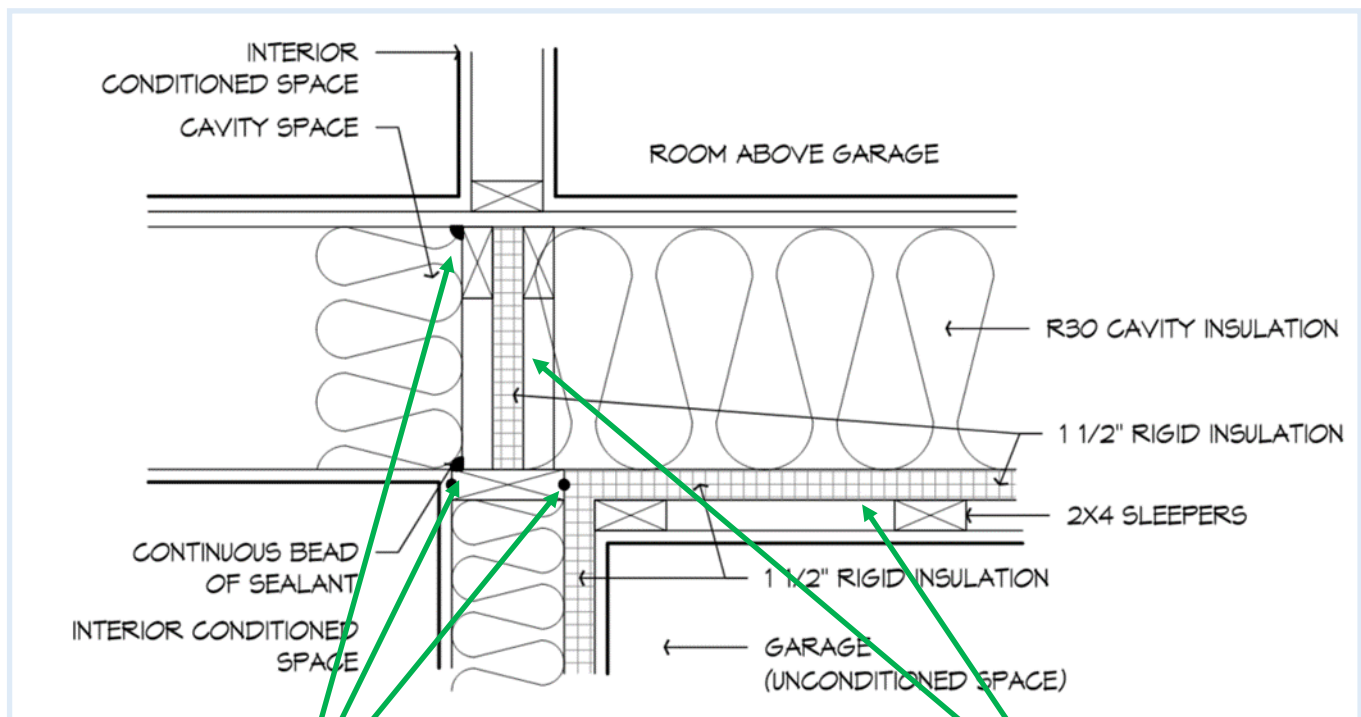 INTERIOR
CONDITIONED SPACE
CAVITY SPACE
ROOM ABOVE GARAGE
R30 CAVITY INSULATION
1 1/2" RIGID INSULATION
2X4 SLEEPERS
CONTINUOUS BEAD
OF SEALANT
1 1/2" RIGID INSULATION
INTERIOR CONDITIONED
SPACE
GARAGE
(UNCONDITIONED SPACE)